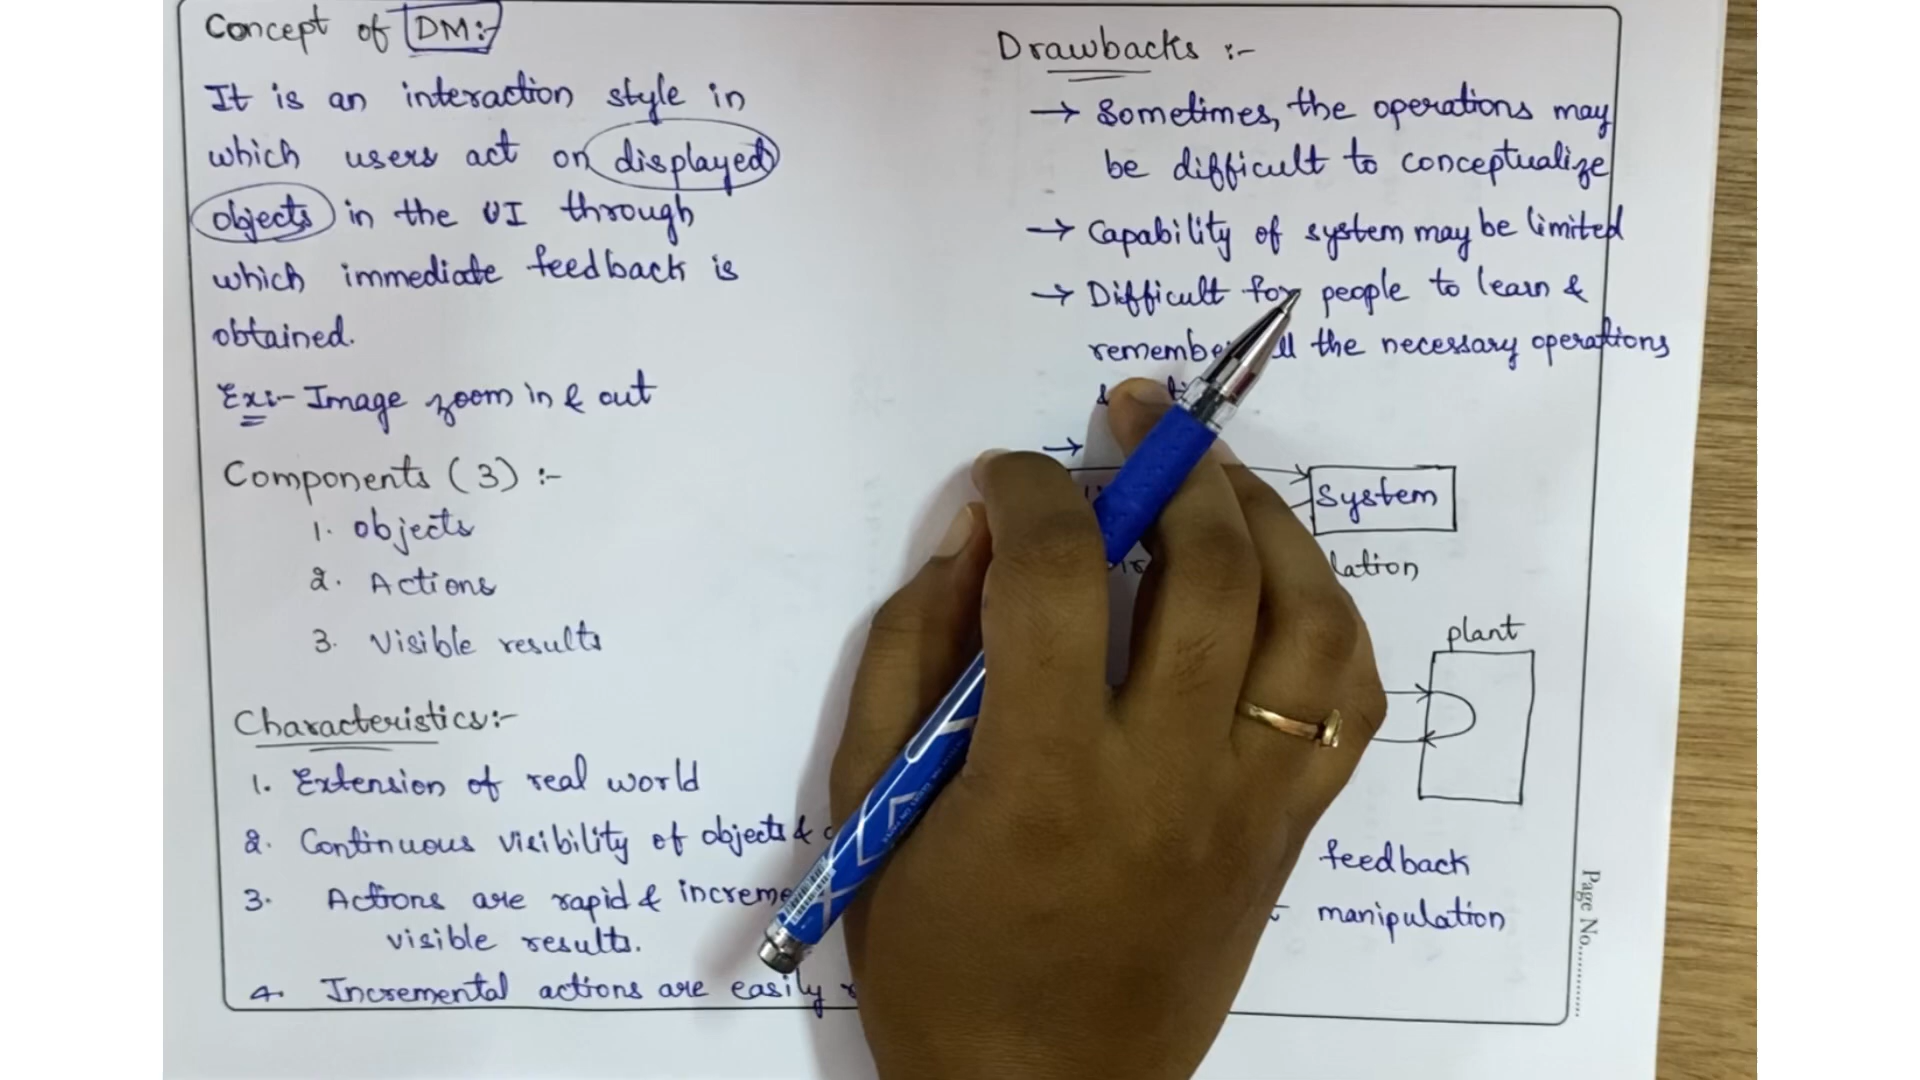 Concept of DM:-
It is an interaction style in
which users act on displayed
objects in the UI through
which immediate feedback is
obtained.
Ex:- Image zoom in & out
Components (3) :-
1. Objects
2. Actions
3. Visible results
Characteristics:-
1. Extension of real world
2. Continuous visibility of objects &
3. Actions are rapid &
visible results.
4. Incremental actions are easily
Drawbacks :-
→ Sometimes, the operations may
be difficult to conceptualize
→ Capability of system may be limited
→ Difficult for people to learn &
the necessary operations
&
→
System
lation
plant
feedback
manipulation
Page No.............